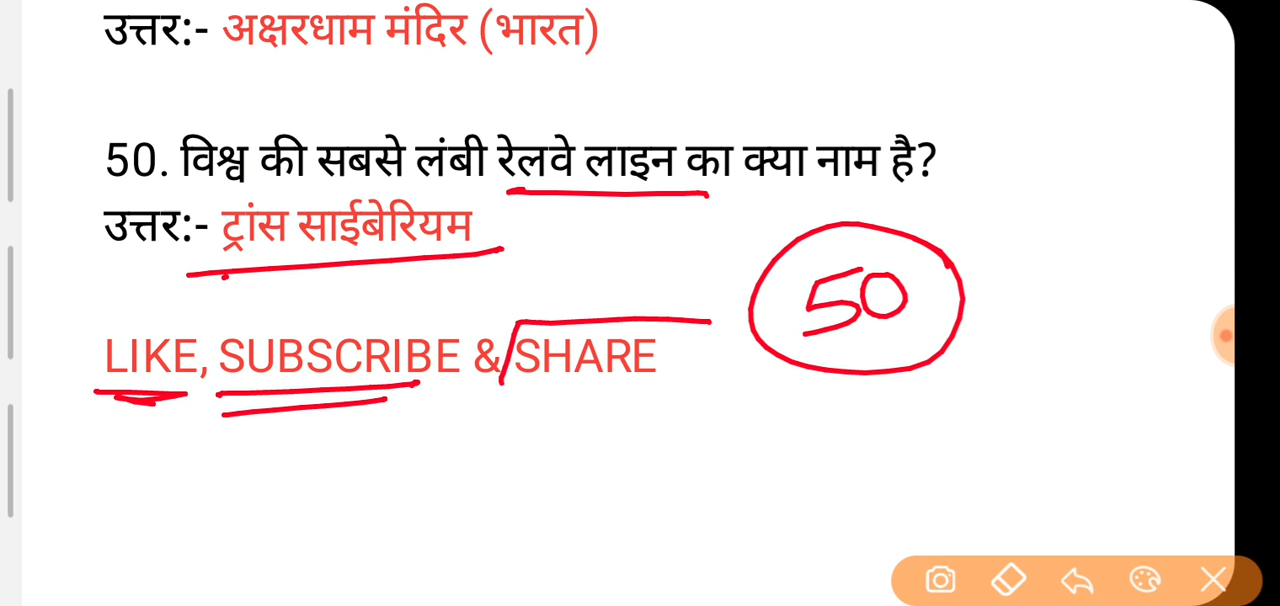 उत्तर:- अक्षरधाम मंदिर (भारत)
50. विश्व की सबसे लंबी रेलवे लाइन का क्या नाम है?
उत्तर:- ट्रांस साईबेरियम
50
LIKE, SUBSCRIBE & SHARE